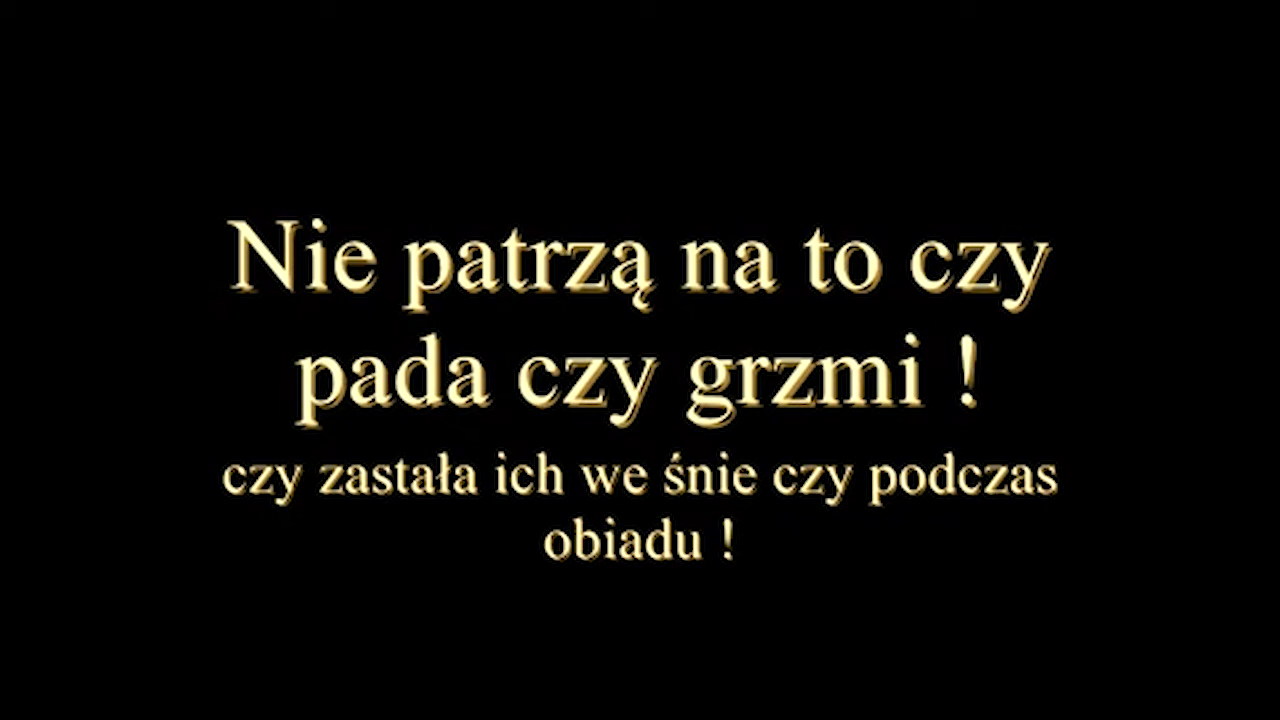 Nie patrzą na to czy
pada czy grzmi !
czy zastała ich we śnie czy podczas
obiadu !